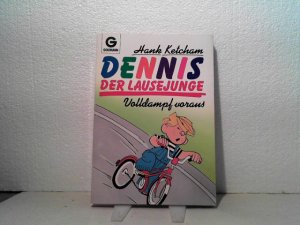 G
GOLDMANN
Hank Ketcham
DENNIS
DER LAUSEJUNGE
Volldampf voraus